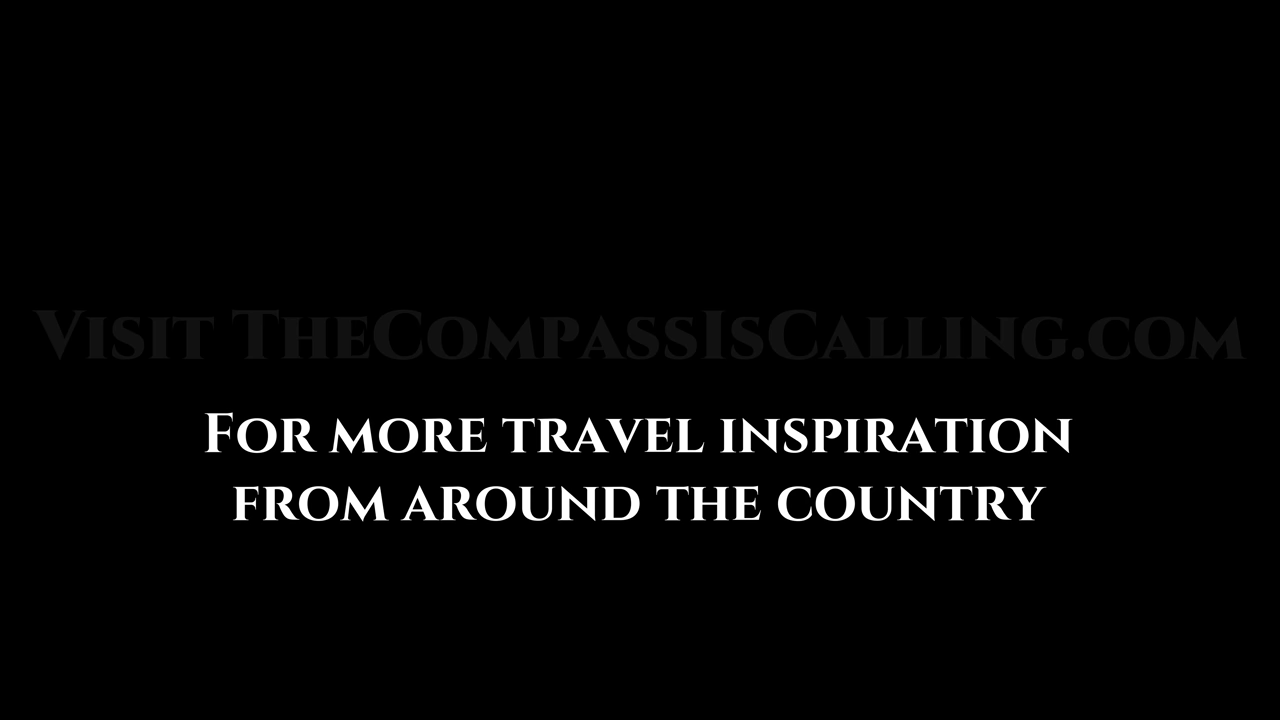 Visit TheCompassIsCalling.com
For more travel inspiration
from around the country